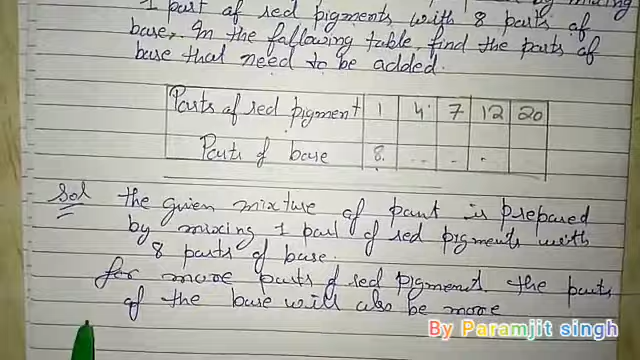 1 part of red pigments with 8 parts of
base, In the following table, find the parts of
base that need to be added.
Parts of red pigment 1 4 7 12 20
Parts of base 8. .. - .
Sol the given mixture of paint is prepared
by mixing 1 part of red pigments with
8 parts of base.
for more parts of red pigment the parts
of the base will also be more
By Paramjit singh